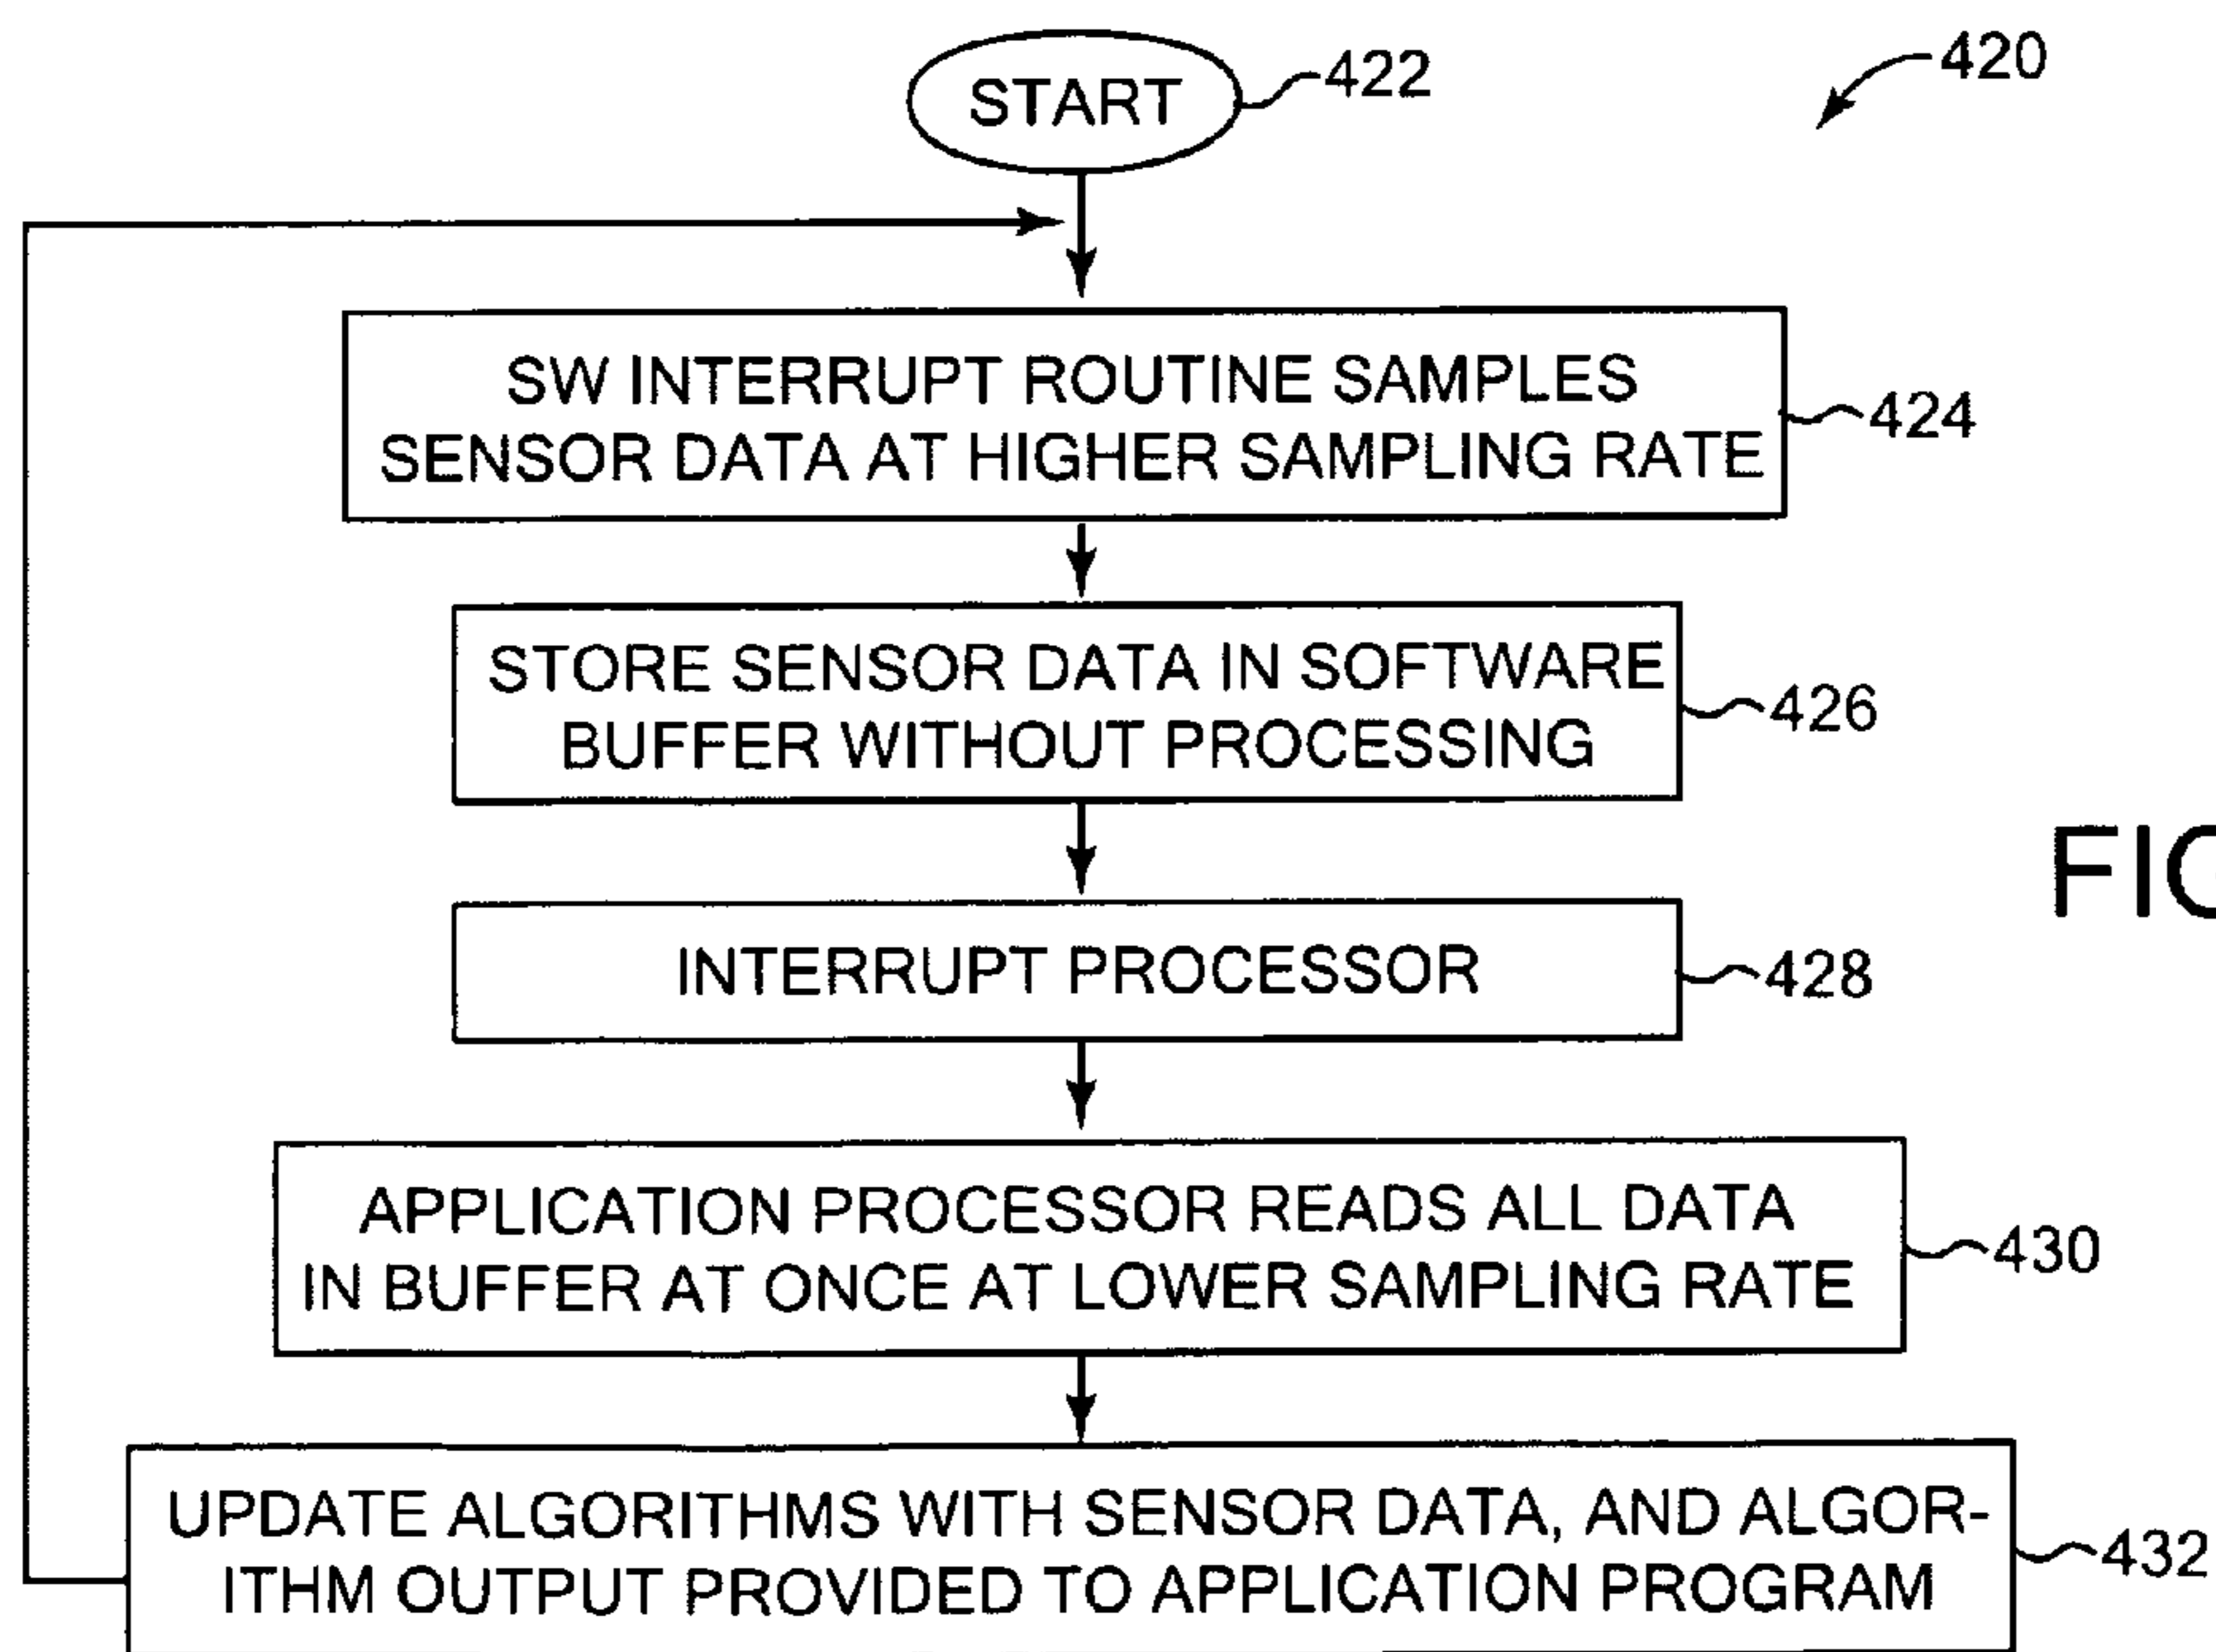 START
422
420
SW INTERRUPT ROUTINE SAMPLES
SENSOR DATA AT HIGHER SAMPLING RATE
424
STORE SENSOR DATA IN SOFTWARE
BUFFER WITHOUT PROCESSING
426
INTERRUPT PROCESSOR
428
APPLICATION PROCESSOR READS ALL DATA
IN BUFFER AT ONCE AT LOWER SAMPLING RATE
430
UPDATE ALGORITHMS WITH SENSOR DATA, AND ALGOR-
ITHM OUTPUT PROVIDED TO APPLICATION PROGRAM
432